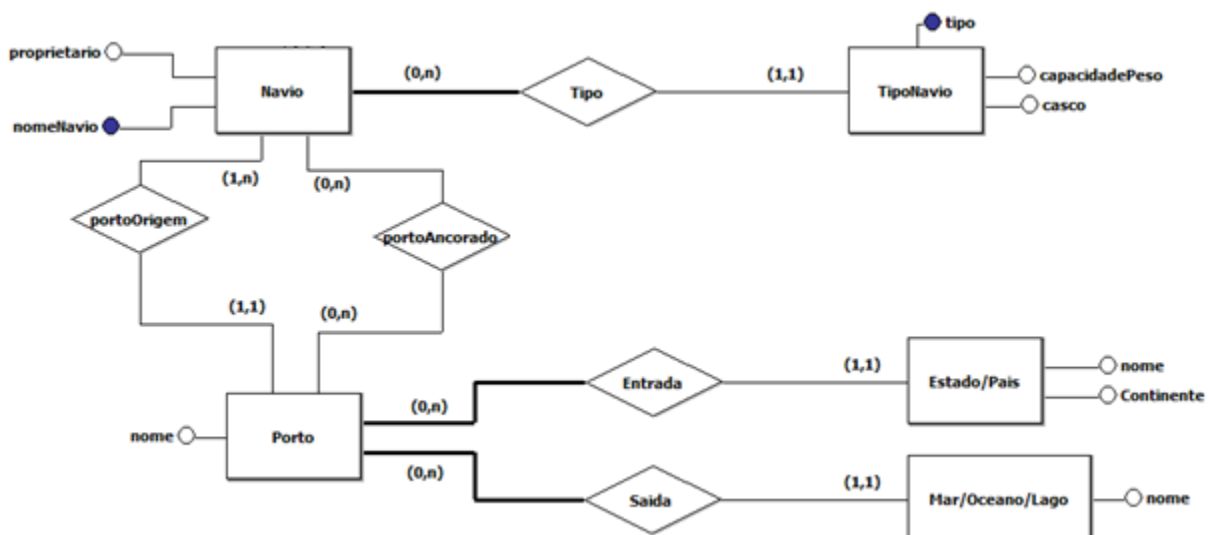 tipo
proprietario
(0,n)
(1,1)
capacidadePeso
Navio
Tipo
TipoNavio
casco
nomeNavio
(1,n)
(0,n)
portoOrigem
portoAncorado
(1,1)
(0,n)
(1,1)
nome
Entrada
Estado/Pais
Continente
(0,n)
nome
Porto
(0,n)
(1,1)
Saida
Mar/Oceano/Lago
nome